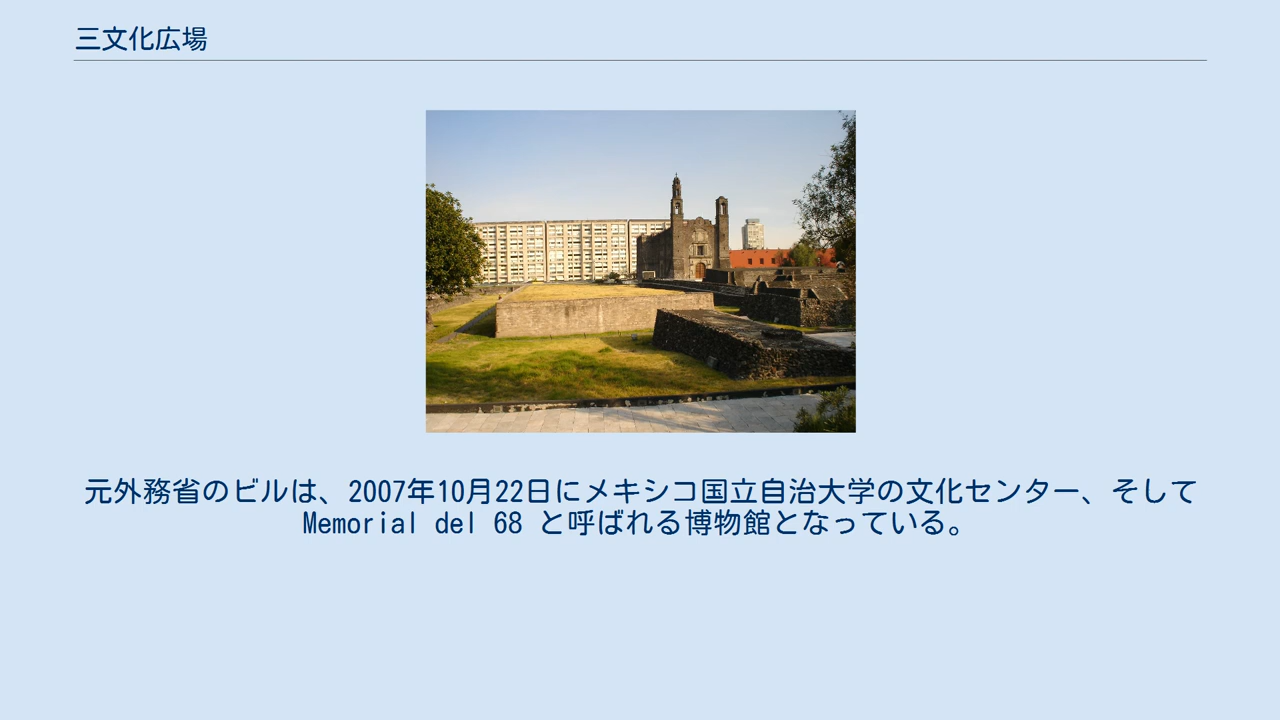 三文化広場
元外務省のビルは、2007年10月22日にメキシコ国立自治大学の文化センター、そして
Memorial del 68 と呼ばれる博物館となっている。